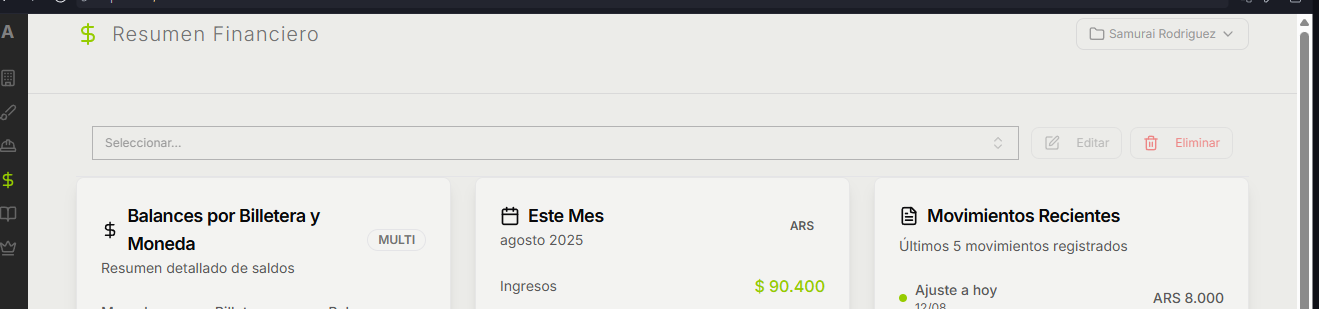 A
Resumen Financiero
Samurai Rodriguez
Seleccionar...
Editar
Eliminar
Balances por Billetera y
Moneda
MULTI
Resumen detallado de saldos
Este Mes
ARS
agosto 2025
Ingresos
$ 90.400
Movimientos Recientes
Últimos 5 movimientos registrados
Ajuste a hoy
12/08
ARS 8.000